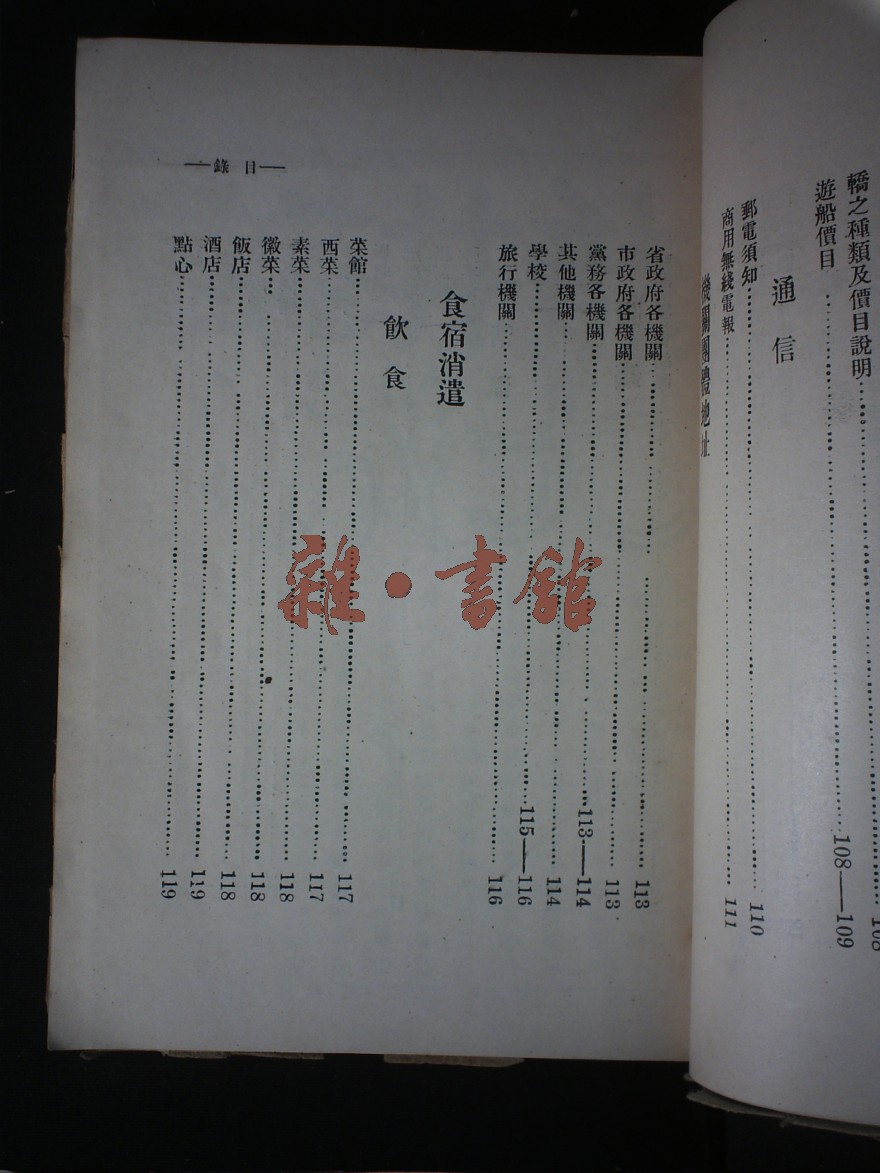 轎之種類及價目說明
遊船價目 108——109
通信
郵電須知 110
商用無綫電報 111
機關團體地址
——錄目——
省政府各機關 113
市政府各機關 113
黨務各機關 113——114
其他機關 114
學校 115——116
旅行機關 116
食宿消遣
飲食
菜館 117
西菜 117
素菜 118
徽菜 118
飯店 118
酒店 119
點心 119
雜·書館